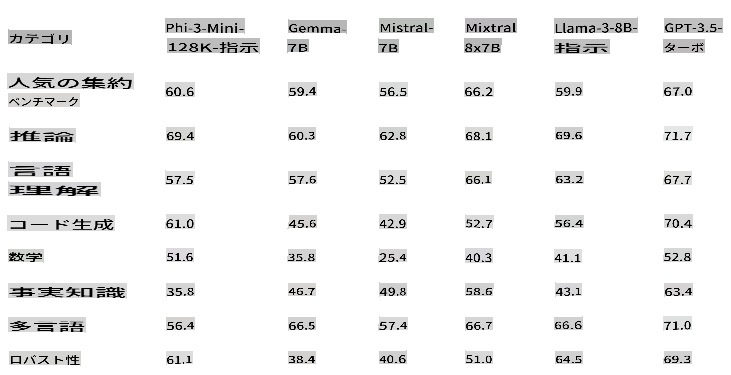 カテゴリ Phi-3-Mini- Gemma- Mistral- Mixtral Llama-3-8B- GPT-3.5-
128K-指示 7B 7B 8x7B 指示 ターボ
人気の集約
ベンチマーク 60.6 59.4 56.5 66.2 59.9 67.0
推論 69.4 60.3 62.8 68.1 69.6 71.7
言語
理解 57.5 57.6 52.5 66.1 63.2 67.7
コード生成 61.0 45.6 42.9 52.7 56.4 70.4
数学 51.6 35.8 25.4 40.3 41.1 52.8
事実知識 35.8 46.7 49.8 58.6 43.1 63.4
多言語 56.4 66.5 57.4 66.7 66.6 71.0
ロバスト性 61.1 38.4 40.6 51.0 64.5 69.3